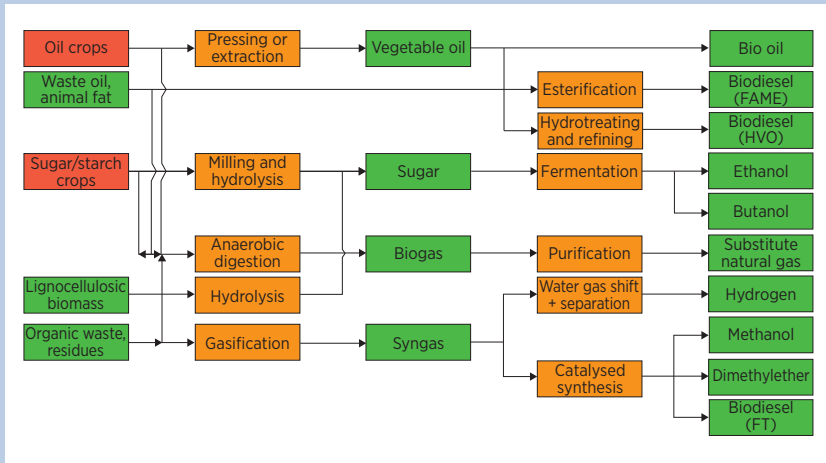 Oil crops
Pressing or
extraction
Vegetable oil
Bio oil
Waste oil,
animal fat
Esterification
Biodiesel
(FAME)
Hydrotreating
and refining
Biodiesel
(HVO)
Sugar/starch
crops
Milling and
hydrolysis
Sugar
Fermentation
Ethanol
Butanol
Anaerobic
digestion
Biogas
Purification
Substitute
natural gas
Lignocellulosic
biomass
Hydrolysis
Water gas shift
+ separation
Hydrogen
Organic waste,
residues
Gasification
Syngas
Methanol
Catalysed
synthesis
Dimethylether
Biodiesel
(FT)